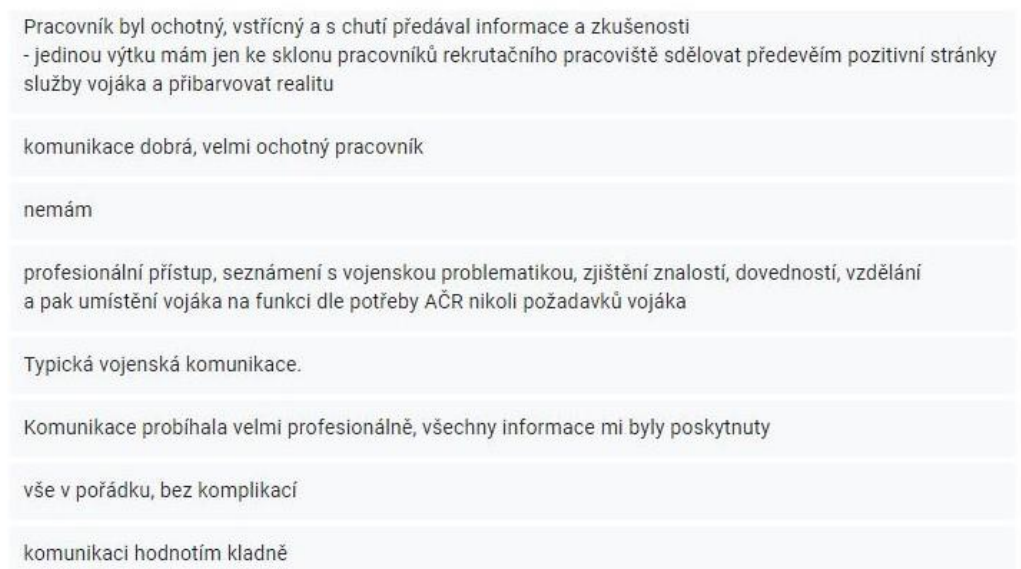 Pracovník byl ochotný, vstřícný a s chutí předával informace a zkušenosti
- jedinou výtku mám jen ke sklonu pracovníků rekrutačního pracoviště sdělovat předevěím pozitivní stránky
služby vojáka a přibarvovat realitu
komunikace dobrá, velmi ochotný pracovník
nemám
profesionální přístup, seznámení s vojenskou problematikou, zjištění znalostí, dovedností, vzdělání
a pak umístění vojáka na funkci dle potřeby AČR nikoli požadavků vojáka
Typická vojenská komunikace.
Komunikace probíhala velmi profesionálně, všechny informace mi byly poskytnuty
vše v pořádku, bez komplikací
komunikaci hodnotím kladně